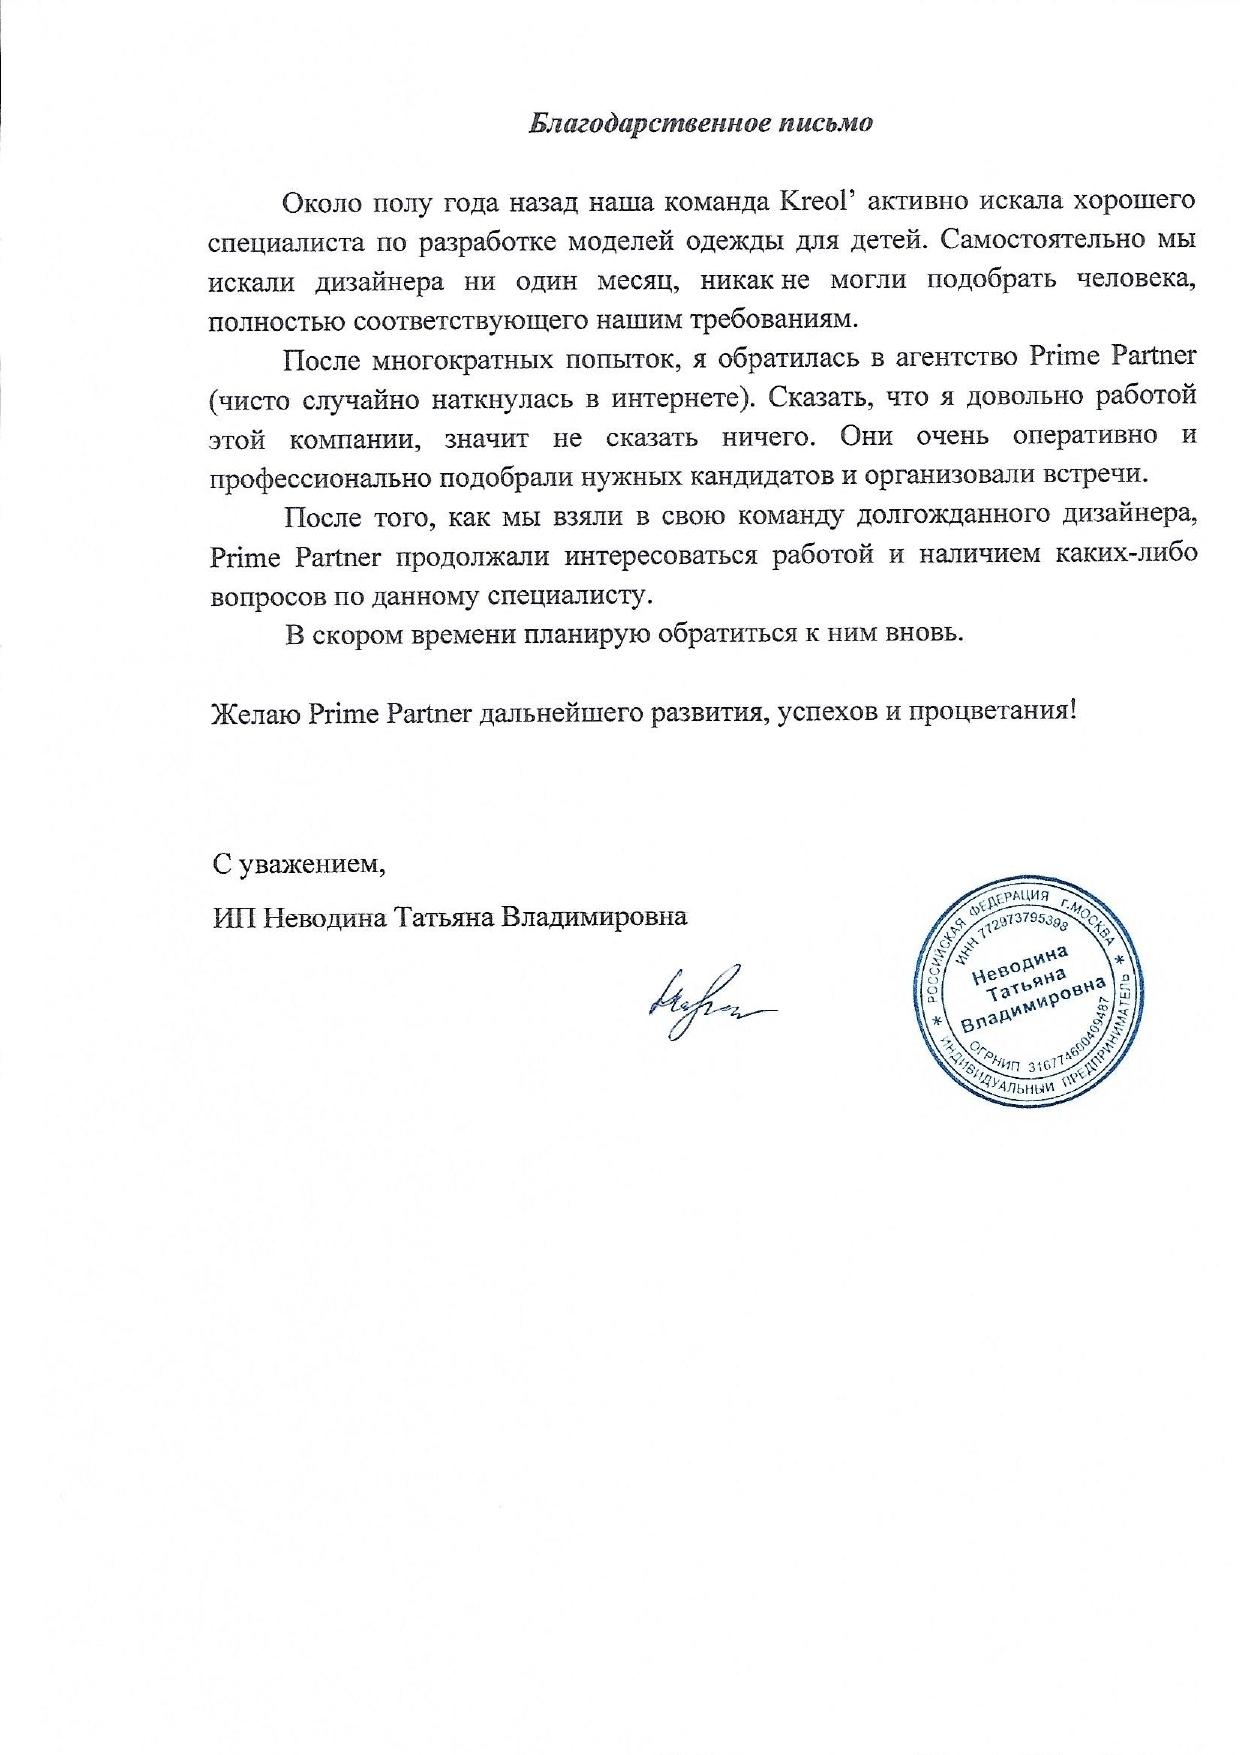 Благодарственное письмо
Около полу года назад наша команда Kreol’ активно искала хорошего
специалиста по разработке моделей одежды для детей. Самостоятельно мы
искали дизайнера ни один месяц, никак не могли подобрать человека,
полностью соответствующего нашим требованиям.
После многократных попыток, я обратилась в агентство Prime Partner
(чисто случайно наткнулась в интернете). Сказать, что я довольно работой
этой компании, значит не сказать ничего. Они очень оперативно и
профессионально подобрали нужных кандидатов и организовали встречи.
После того, как мы взяли в свою команду долгожданного дизайнера,
Prime Partner продолжали интересоваться работой и наличием каких-либо
вопросов по данному специалисту.
В скором времени планирую обратиться к ним вновь.
Желаю Prime Partner дальнейшего развития, успехов и процветания!
С уважением,
ИП Неводина Татьяна Владимировна
* РОССИЙСКАЯ ФЕДЕРАЦИЯ г.МОСКВА *
ИНН 772973795393
Неводина
Татьяна
Владимировна
ОГРНИП 316774600409487
ИНДИВИДУАЛЬНЫЙ ПРЕДПРИНИМАТЕЛЬ